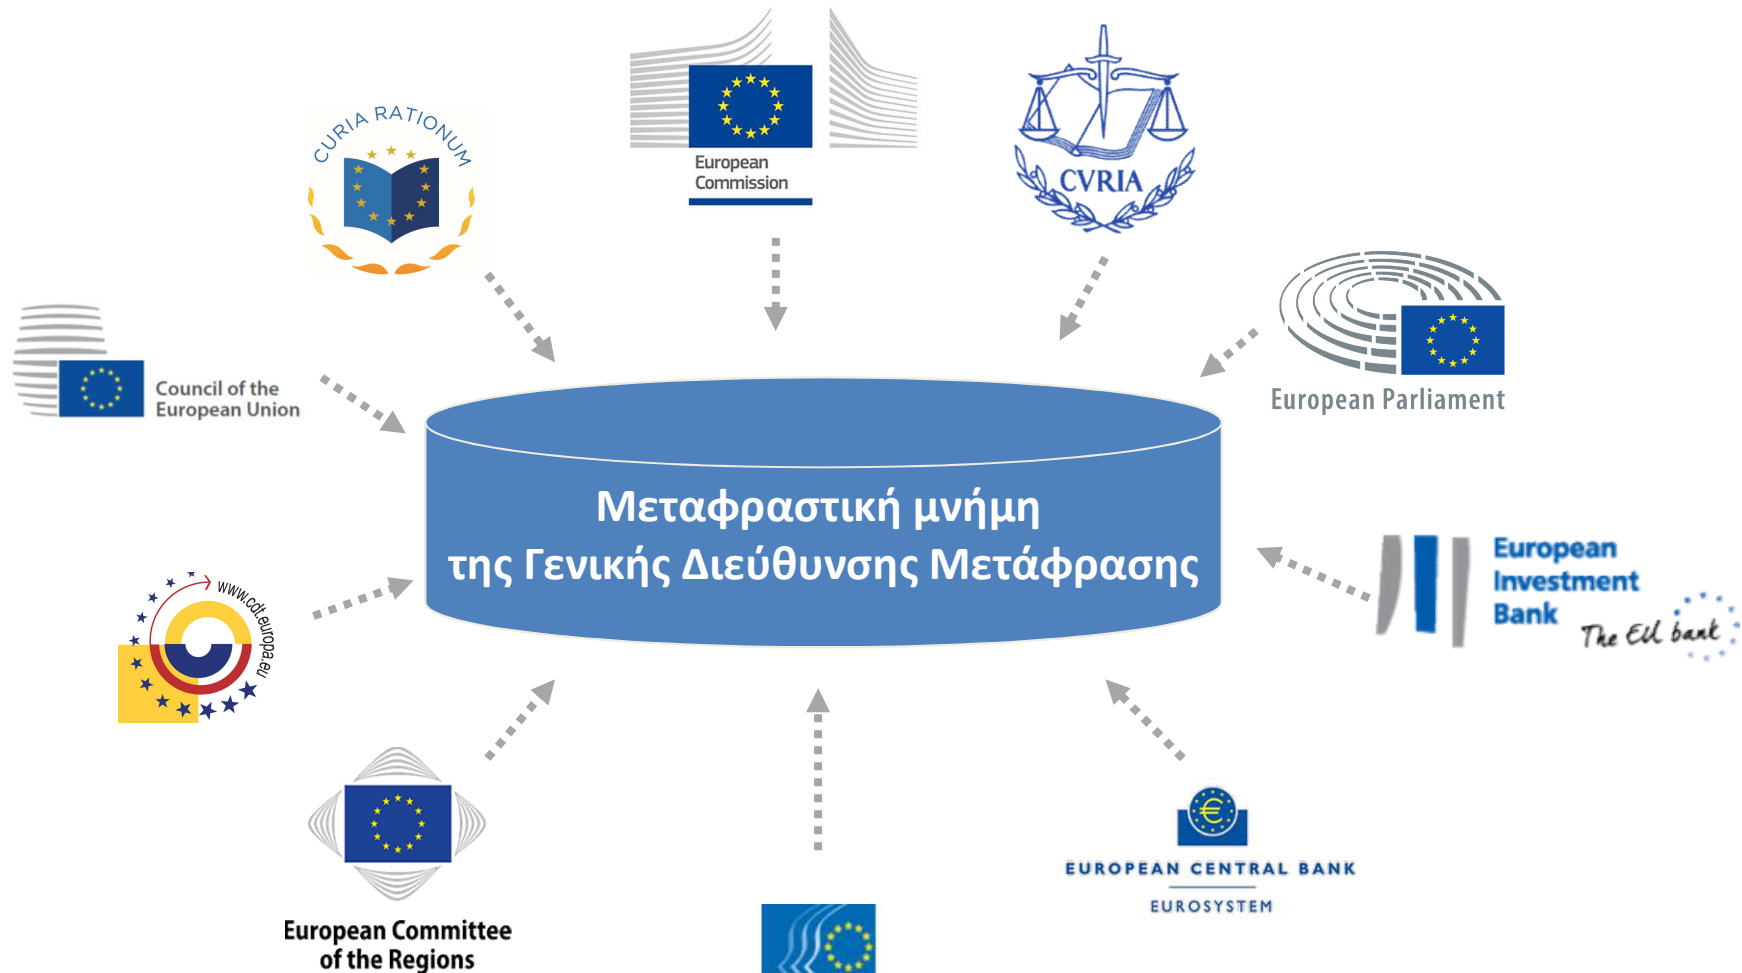 European
Commission
CURIA RATIONUM
CVRIA
Council of the
European Union
European Parliament
Μεταφραστική μνήμη
της Γενικής Διεύθυνσης Μετάφρασης
European
Investment
Bank
The EU bank
www.cdt.europa.eu
€
EUROPEAN CENTRAL BANK
EUROSYSTEM
European Committee
of the Regions